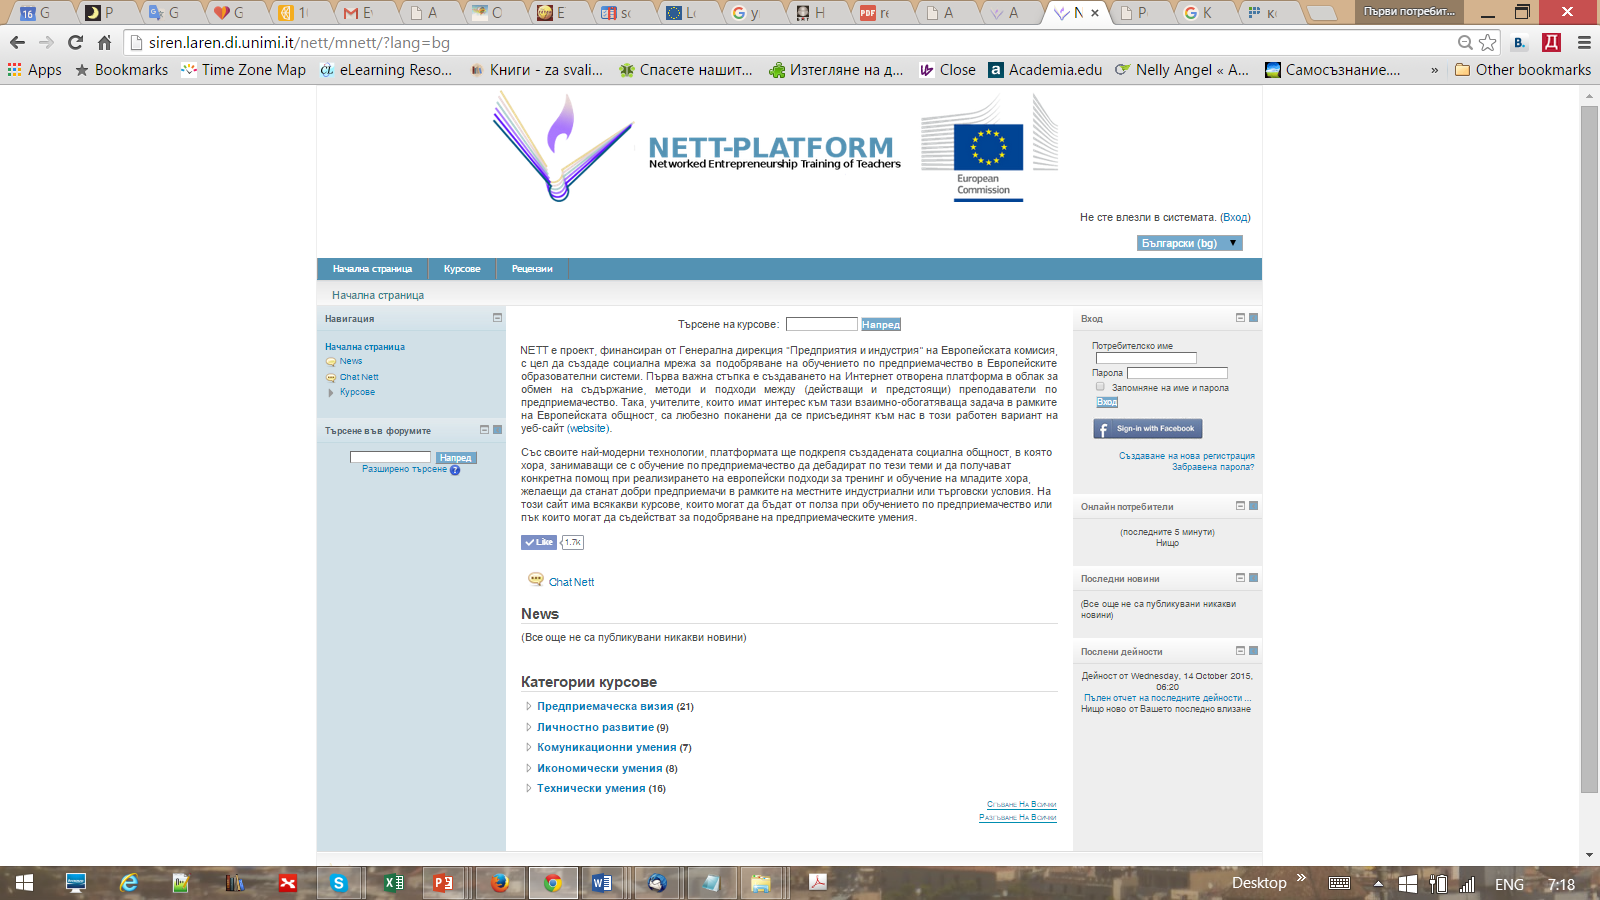 G
P
G
G
1
E
A
O
E
sc
Lo
y
H
re
A
A
N
P
K
к
Първи потребит...
siren.laren.di.unimi.it/nett/mnett/?lang=bg
Apps
Bookmarks
Time Zone Map
eLearning Reso...
Книги - za svali...
Спасете нашит...
Изтегляне на д...
Close
Academia.edu
Nelly Angel « A...
Самосъзнание....
»
Other bookmarks
NETT-PLATFORM
Networked Entrepreneurship Training of Teachers
European
Commission
Не сте влезли в системата. (Вход)
Български (bg)
Начална страница
Курсове
Рецензии
Начална страница
Навигация
Начална страница
News
Chat Nett
Курсове
Търсене във форумите
Напред
Разширено търсене
Търсене на курсове:
Напред
NETT е проект, финансиран от Генерална дирекция "Предприятия и индустрия" на Европейската комисия,
с цел да създаде социална мрежа за подобряване на обучението по предприемачество в Европейските
образователни системи. Първа важна стъпка е създаването на Интернет отворена платформа в облак за
обмен на съдържание, методи и подходи между (действащи и предстоящи) преподаватели по
предприемачество. Така, учителите, които имат интерес към тази взаимно-обогатяваща задача в рамките
на Европейската общност, са любезно поканени да се присъединят към нас в този работен вариант на
уеб-сайт (website).
Със своите най-модерни технологии, платформата ще подкрепя създадената социална общност, в която
хора, занимаващи се с обучение по предприемачество да дебадират по тези теми и да получават
конкретна помощ при реализирането на европейски подходи за тренинг и обучение на младите хора,
желаещи да станат добри предприемачи в рамките на местните индустриални или търговски условия. На
този сайт има всякакви курсове, които могат да бъдат от полза при обучението по предприемачество или
пък които могат да съдействат за подобряване на предприемаческите умения.
Like
1.7k
Chat Nett
News
(Все още не са публикувани никакви новини)
Категории курсове
Предприемаческа визия (21)
Личностно развитие (9)
Комуникационни умения (7)
Икономически умения (8)
Технически умения (16)
Сгъване На Всички
Разгъване На Всички
Вход
Потребителско име
Парола
Запомняне на име и парола
Вход
Sign-in with Facebook
Създаване на нова регистрация
Забравена парола?
Онлайн потребители
(последните 5 минути)
Нищо
Последни новини
(Все още не са публикувани никакви
новини)
Послени дейности
Дейност от Wednesday, 14 October 2015,
06:20
Пълен отчет на последните дейности ...
Нищо ново от Вашето последно влизане
Desktop
»
ENG
7:18